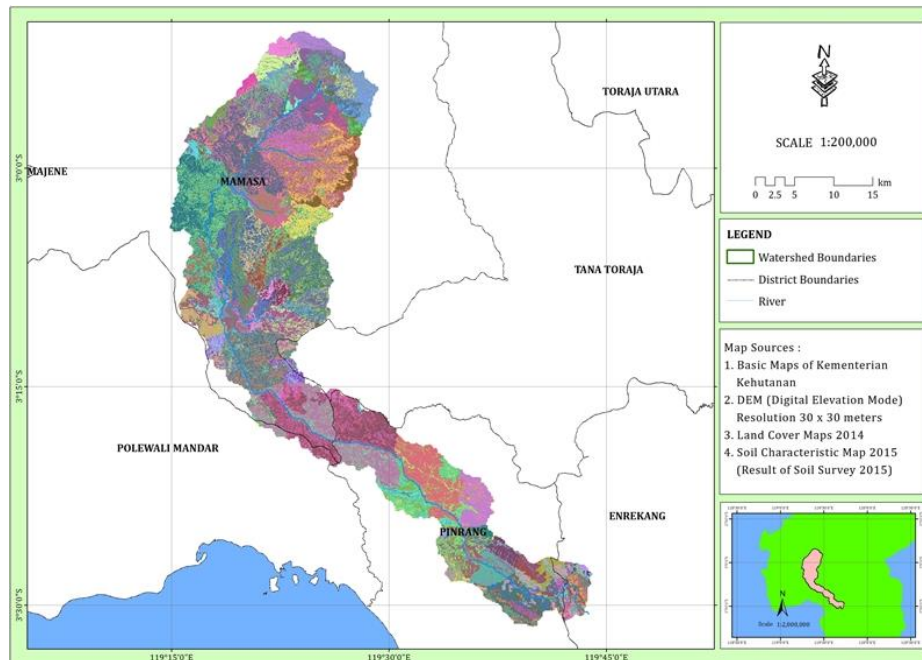 TORAJA UTARA
MAJENE
MAMASA
TANA TORAJA
POLEWALI MANDAR
ENREKANG
PINRANG
3°0'0"S
3°15'0"S
3°30'0"S
119°15'0"E
119°30'0"E
119°45'0"E
N
SCALE 1:200,000
0 2.5 5 10 15 km
LEGEND
Watershed Boundaries
District Boundaries
River
Map Sources :
1. Basic Maps of Kementerian
Kehutanan
2. DEM (Digital Elevation Mode)
Resolution 30 x 30 meters
3. Land Cover Maps 2014
4. Soil Characteristic Map 2015
(Result of Soil Survey 2015)
N
Scale 1:2,000,000